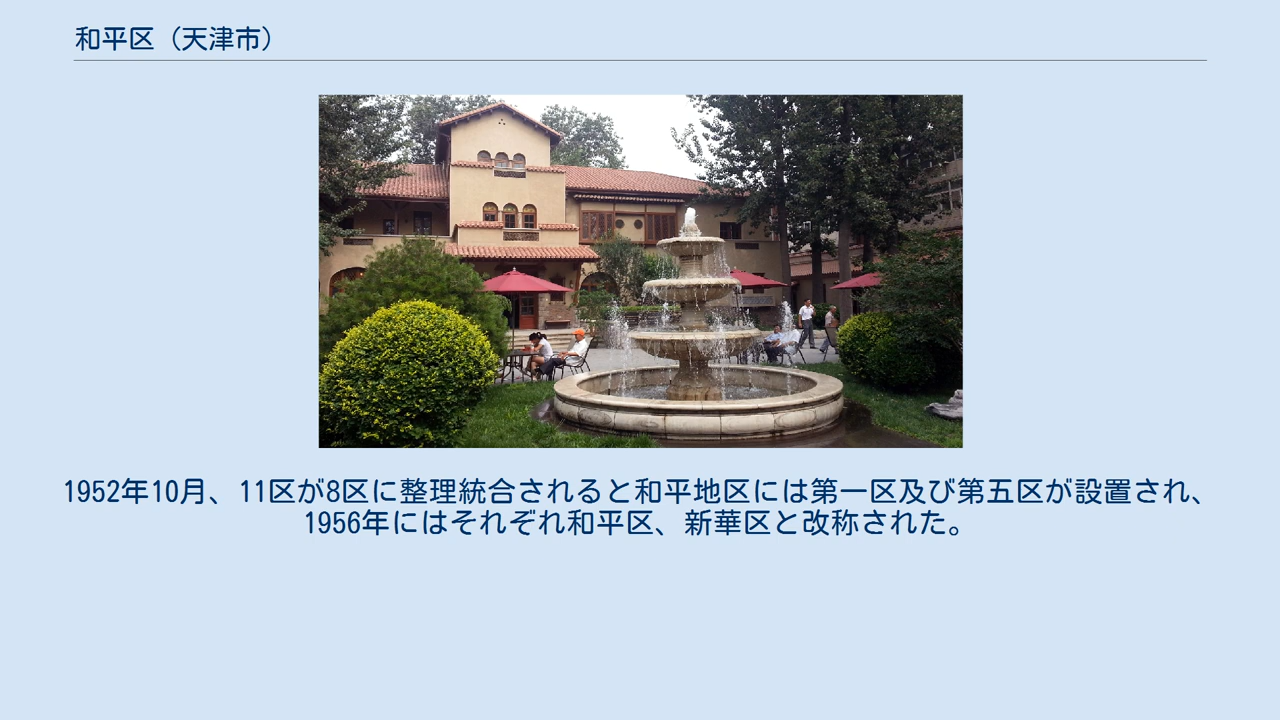 和平区（天津市）
1952年10月、11区が8区に整理統合されると和平地区には第一区及び第五区が設置され、
1956年にはそれぞれ和平区、新華区と改称された。